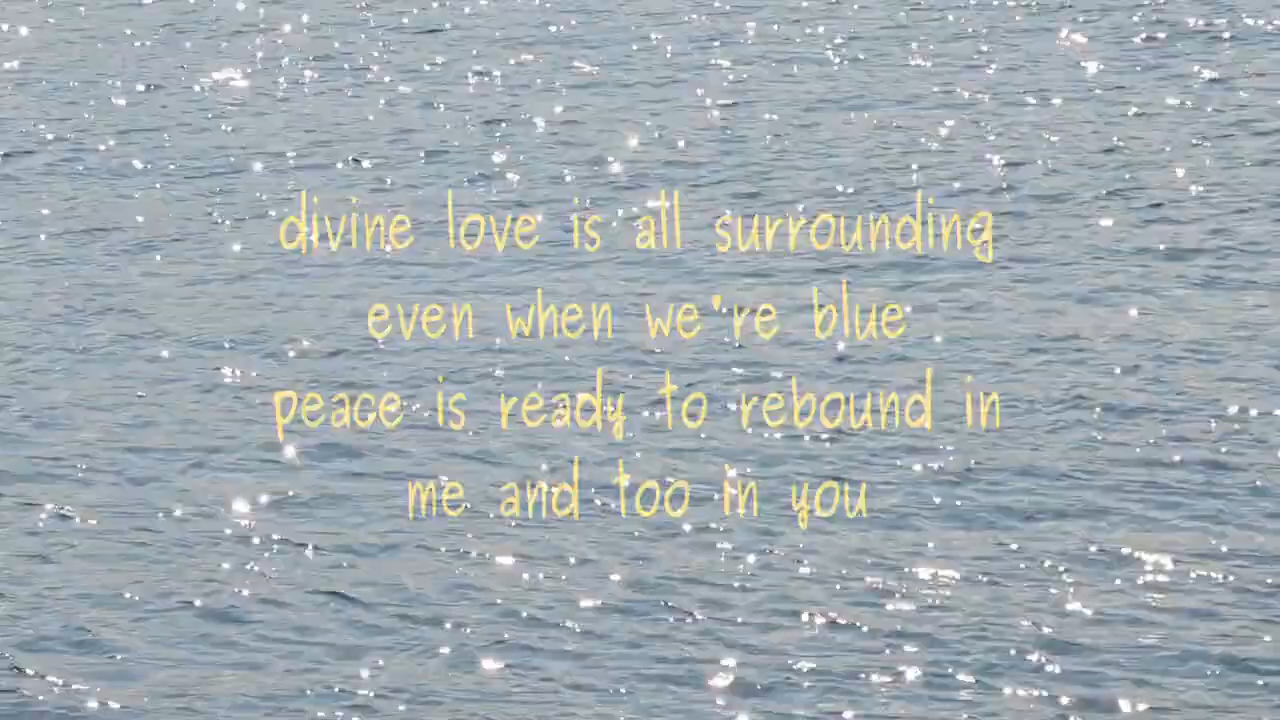 divine love is all surrounding
even when we're blue
peace is ready to rebound in
me and too in you